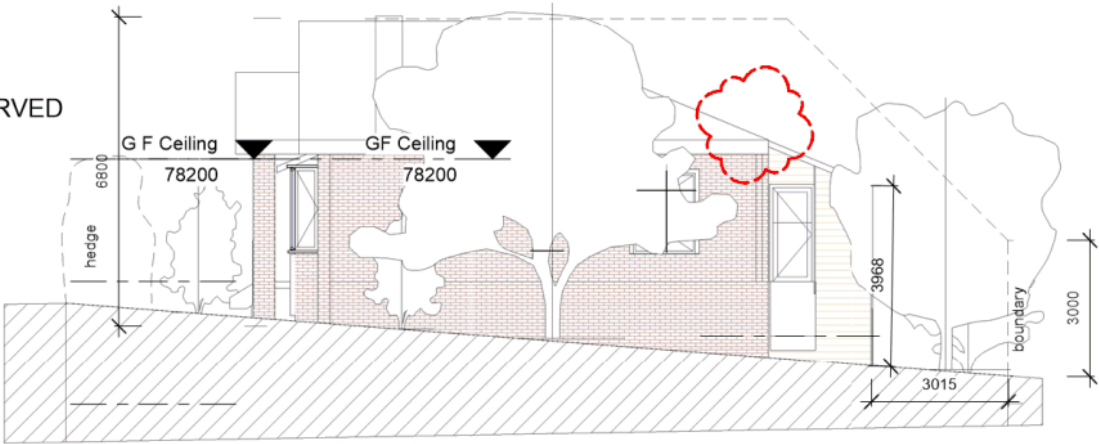 RVED
G F Ceiling
78200
GF Ceiling
78200
6800
hedge
3968
boundary
3000
3015